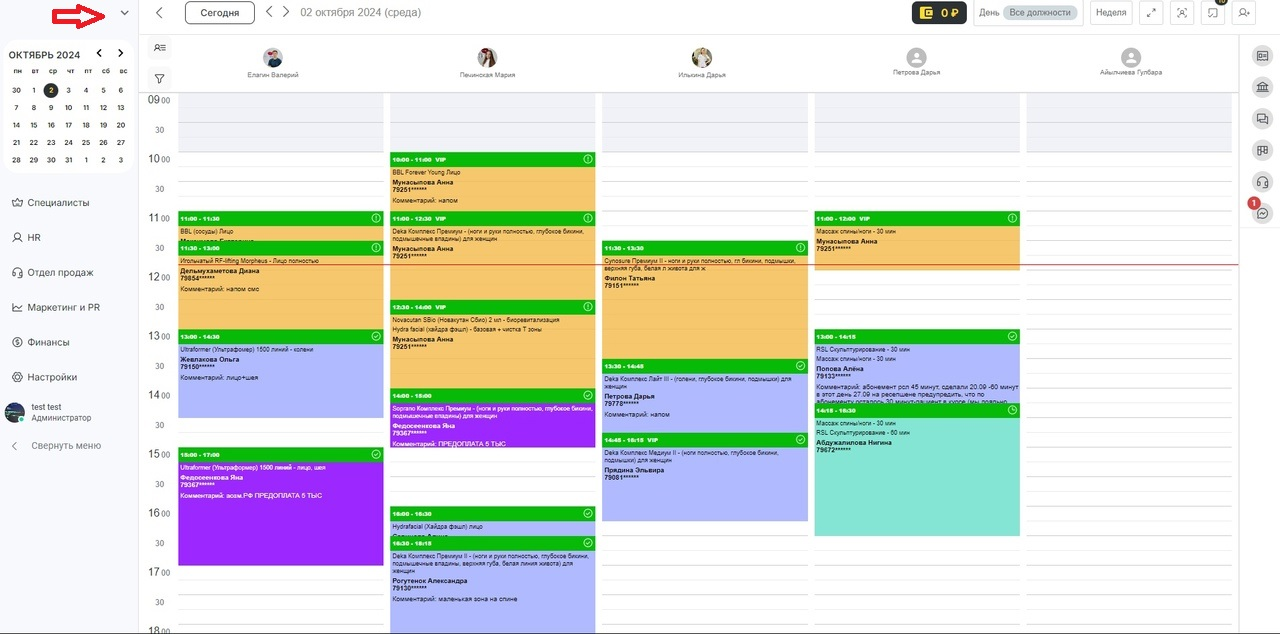 Сегодня
02 октября 2024 (среда)
0 ₽
День
Все должности
Неделя
10
ОКТЯБРЬ 2024
пн вт ср чт пт сб вс
30 1 2 3 4 5 6
7 8 9 10 11 12 13
14 15 16 17 18 19 20
21 22 23 24 25 26 27
28 29 30 31 1 2 3
Специалисты
HR
Отдел продаж
Маркетинг и PR
Финансы
Настройки
test test
Администратор
Свернуть меню
Елагин Валерий
Печинская Мария
Илькина Дарья
Петрова Дарья
Айылчиева Гулбара
09 00
30
10 00
30
11 00
30
12 00
30
13 00
30
14 00
30
15 00
30
16 00
30
17 00
30
18 00
11:00 - 11:30
BBL (сосуды) Лицо
11:30 - 13:00
Игольчатый RF-lifting Morpheus - Лицо полностью
Дельмухаметова Диана
79854******
Комментарий: напом смс
13:00 - 14:30
Ultraformer (Ультраформер) 1500 линий - колени
Жевлакова Ольга
79150******
Комментарий: лицо+шея
15:00 - 17:00
Ultraformer (Ультраформер) 1500 линий - лицо, шея
Федосеенкова Яна
79367******
Комментарий: асам.РФ ПРЕДОПЛАТА 5 ТЫС
10:00 - 11:00 VIP
BBL Forever Young Лицо
Мунасыпова Анна
79251******
Комментарий: напом
11:00 - 12:30 VIP
Deka Комплекс Премиум - (ноги и руки полностью, глубокое бикини,
подмышечные впадины) для женщин
Мунасыпова Анна
79251******
12:30 - 14:00 VIP
Novacutan SBio (Новакутан Сбио) 2 мл - биоревитализация
Hydra facial (хайдра фэшл) - базовая + чистка Т зоны
Мунасыпова Анна
79251******
14:00 - 15:00
Soprano Комплекс Премиум - (ноги и руки полностью, глубокое бикини,
подмышечные впадины) для женщин
Федосеенкова Яна
79367******
Комментарий: ПРЕДОПЛАТА 5 ТЫС
16:00 - 16:30
Hydrafacial (Хайдра фэшл) лицо
16:30 - 18:15
Deka Комплекс Премиум II - (ноги и руки полностью, глубокое бикини,
подмышечные впадины, верхняя губа, белая линия живота) для
женщин
Рогутенок Александра
79130******
Комментарий: маленькая зона на спине
11:30 - 13:30
Cynosure Премиум II - ноги и руки полностью, гл бикини, подмышки,
верхняя губа, белая л живота для ж
Филон Татьяна
79151******
13:30 - 14:45
Deka Комплекс Лайт III - (голени, глубокое бикини, подмышки) для
женщин
Петрова Дарья
79778******
Комментарий: напом
14:45 - 16:15 VIP
Deka Комплекс Медиум II - (ноги полностью, глубокое бикини,
подмышки) для женщин
Прядина Эльвира
79081******
11:00 - 12:00 VIP
Массаж спины/ноги - 30 мин
Мунасыпова Анна
79251******
13:00 - 14:15
RSL Скульптурирование - 30 мин
Массаж спины/ноги - 30 мин
Попова Алёна
79133******
Комментарий: абонемент рсл 45 минут, сделали 20.09 -60 минут
в этот день 27.09 на ресепшене предупредить, что по
14:15 - 16:30
Массаж спины/ноги - 30 мин
RSL Скульптурирование - 60 мин
Абдужалилова Нигина
79672******
1